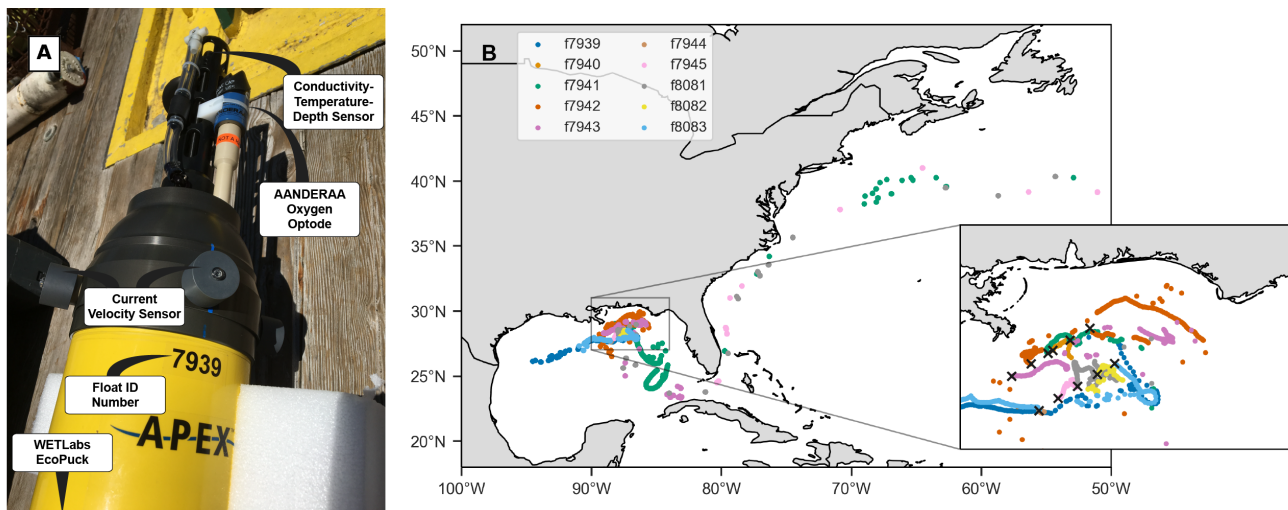 A
Conductivity-
Temperature-
Depth Sensor
AANDERAA
Oxygen
Optode
Current
Velocity Sensor
7939
Float ID
Number
APEX
WETLabs
EcoPuck
B
f7939
f7940
f7941
f7942
f7943
f7944
f7945
f8081
f8082
f8083
50°N
45°N
40°N
35°N
30°N
25°N
20°N
100°W
90°W
80°W
70°W
60°W
50°W